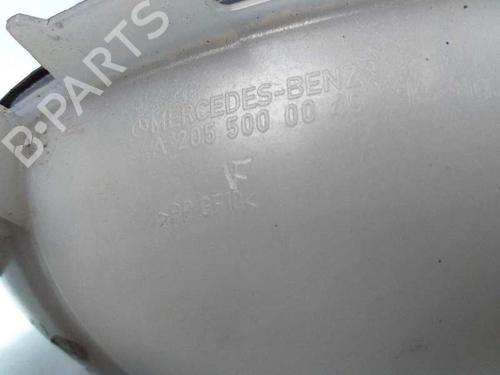 B-PARTS
MERCEDES-BENZ
A 205 500 00
>PP GF10<